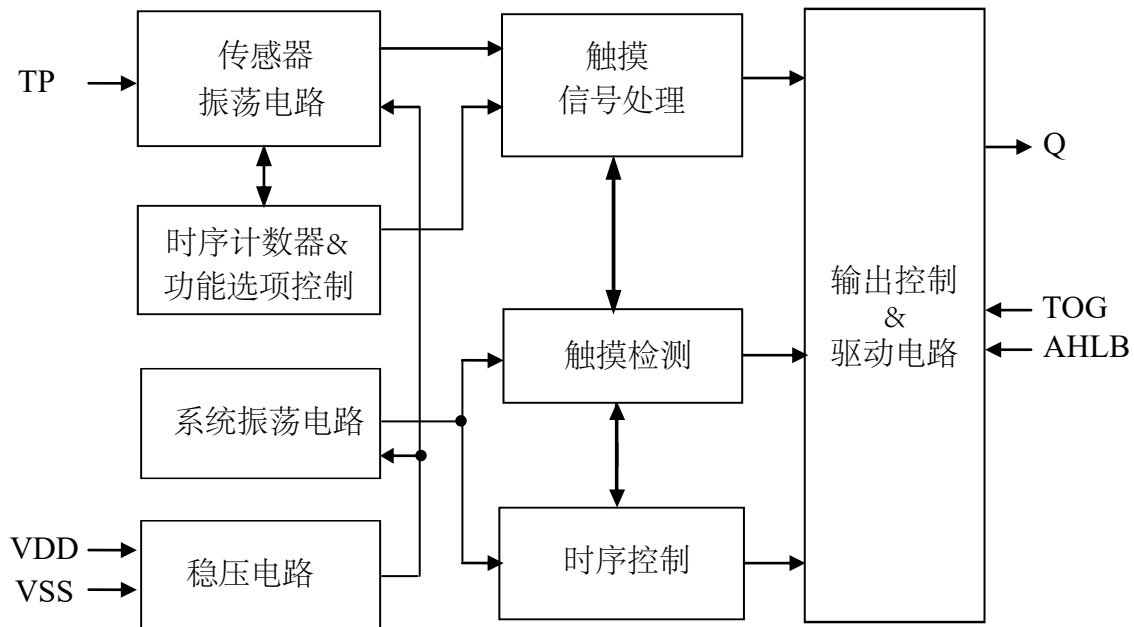 TP
传感器
振荡电路
时序计数器&
功能选项控制
系统振荡电路
VDD
VSS
稳压电路
触摸
信号处理
触摸检测
时序控制
输出控制
&
驱动电路
Q
TOG
AHLB